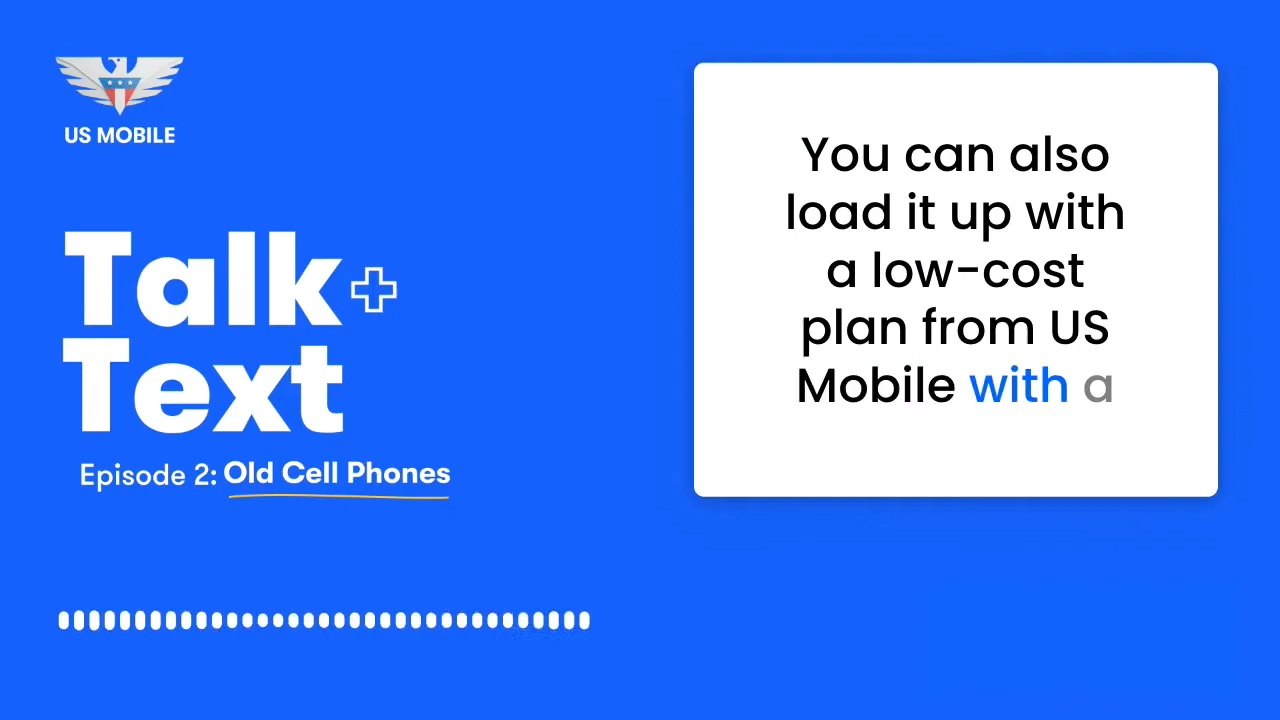 US MOBILE
Talk+
Text
Episode 2: Old Cell Phones
You can also
load it up with
a low-cost
plan from US
Mobile with a